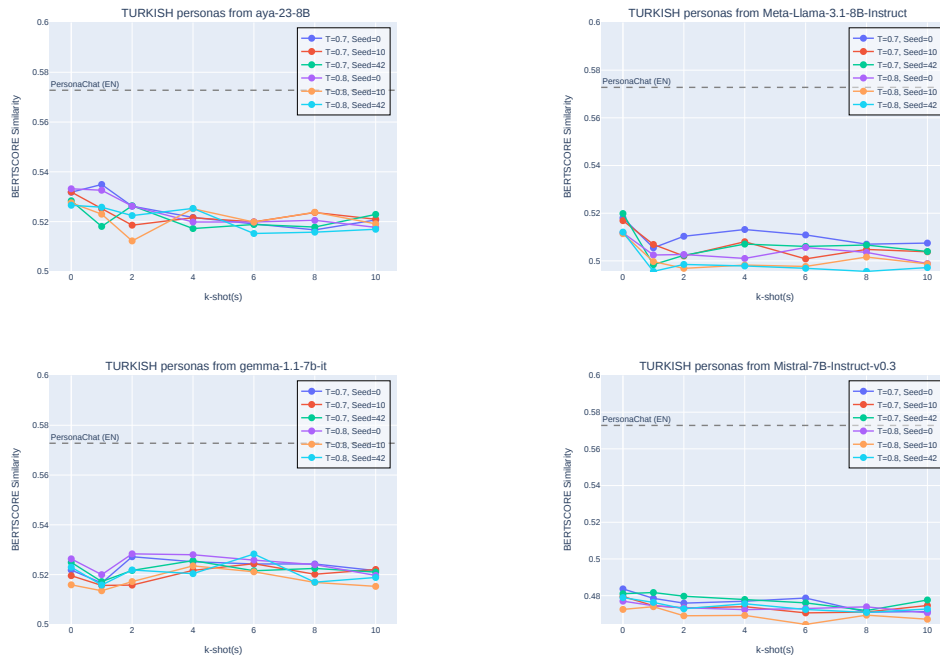 TURKISH personas from aya-23-8B
0.6
0.58
0.56
0.54
0.52
0.5
BERTSCORE Similarity
PersonaChat (EN)
T=0.7, Seed=0
T=0.7, Seed=10
T=0.7, Seed=42
T=0.8, Seed=0
T=0.8, Seed=10
T=0.8, Seed=42
0 2 4 6 8 10
k-shot(s)
TURKISH personas from Meta-Llama-3.1-8B-Instruct
0.6
0.58
0.56
0.54
0.52
0.5
BERTSCORE Similarity
PersonaChat (EN)
T=0.7, Seed=0
T=0.7, Seed=10
T=0.7, Seed=42
T=0.8, Seed=0
T=0.8, Seed=10
T=0.8, Seed=42
0 2 4 6 8 10
k-shot(s)
TURKISH personas from gemma-1.1-7b-it
0.6
0.58
0.56
0.54
0.52
0.5
BERTSCORE Similarity
PersonaChat (EN)
T=0.7, Seed=0
T=0.7, Seed=10
T=0.7, Seed=42
T=0.8, Seed=0
T=0.8, Seed=10
T=0.8, Seed=42
0 2 4 6 8 10
k-shot(s)
TURKISH personas from Mistral-7B-Instruct-v0.3
0.6
0.58
0.56
0.54
0.52
0.5
0.48
BERTSCORE Similarity
PersonaChat (EN)
T=0.7, Seed=0
T=0.7, Seed=10
T=0.7, Seed=42
T=0.8, Seed=0
T=0.8, Seed=10
T=0.8, Seed=42
0 2 4 6 8 10
k-shot(s)